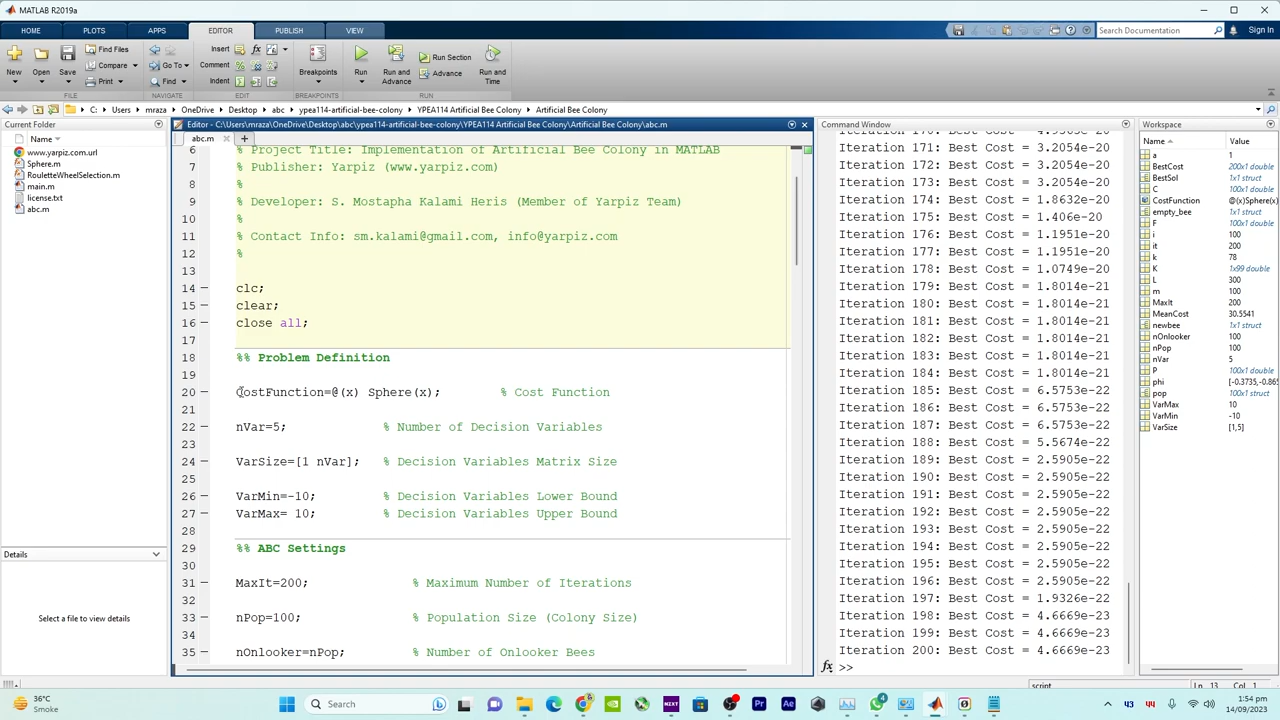 MATLAB R2019a
HOME PLOTS APPS EDITOR PUBLISH VIEW
Search Documentation Sign In
New Open Save Find Files Compare Print
Go To Find
Insert Comment Indent
Breakpoints Run Run and Advance Run Section Advance Run and Time
FILE NAVIGATE EDIT BREAKPOINTS RUN
C: Users mraza OneDrive Desktop abc ypea114-artificial-bee-colony YPEA114 Artificial Bee Colony Artificial Bee Colony
Current Folder
Name
www.yarpiz.com.url
Sphere.m
RouletteWheelSelection.m
main.m
license.txt
abc.m
Details
Select a file to view details
Editor - C:\Users\mraza\OneDrive\Desktop\abc\ypea114-artificial-bee-colony\YPEA114 Artificial Bee Colony\Artificial Bee Colony\abc.m
abc.m
6 % Project Title: Implementation of Artificial Bee Colony in MATLAB
7 % Publisher: Yarpiz (www.yarpiz.com)
8 %
9 % Developer: S. Mostapha Kalami Heris (Member of Yarpiz Team)
10 %
11 % Contact Info: sm.kalami@gmail.com, info@yarpiz.com
12 %
13
14 clc;
15 clear;
16 close all;
17
18 %% Problem Definition
19
20 CostFunction=@(x) Sphere(x); % Cost Function
21
22 nVar=5; % Number of Decision Variables
23
24 VarSize=[1 nVar]; % Decision Variables Matrix Size
25
26 VarMin=-10; % Decision Variables Lower Bound
27 VarMax= 10; % Decision Variables Upper Bound
28
29 %% ABC Settings
30
31 MaxIt=200; % Maximum Number of Iterations
32
33 nPop=100; % Population Size (Colony Size)
34
35 nOnlooker=nPop; % Number of Onlooker Bees
Command Window
Iteration 171: Best Cost = 3.2054e-20
Iteration 172: Best Cost = 3.2054e-20
Iteration 173: Best Cost = 3.2054e-20
Iteration 174: Best Cost = 1.8632e-20
Iteration 175: Best Cost = 1.406e-20
Iteration 176: Best Cost = 1.1951e-20
Iteration 177: Best Cost = 1.1951e-20
Iteration 178: Best Cost = 1.0749e-20
Iteration 179: Best Cost = 1.8014e-21
Iteration 180: Best Cost = 1.8014e-21
Iteration 181: Best Cost = 1.8014e-21
Iteration 182: Best Cost = 1.8014e-21
Iteration 183: Best Cost = 1.8014e-21
Iteration 184: Best Cost = 1.8014e-21
Iteration 185: Best Cost = 6.5753e-22
Iteration 186: Best Cost = 6.5753e-22
Iteration 187: Best Cost = 6.5753e-22
Iteration 188: Best Cost = 5.5674e-22
Iteration 189: Best Cost = 2.5905e-22
Iteration 190: Best Cost = 2.5905e-22
Iteration 191: Best Cost = 2.5905e-22
Iteration 192: Best Cost = 2.5905e-22
Iteration 193: Best Cost = 2.5905e-22
Iteration 194: Best Cost = 2.5905e-22
Iteration 195: Best Cost = 2.5905e-22
Iteration 196: Best Cost = 2.5905e-22
Iteration 197: Best Cost = 1.9322e-22
Iteration 198: Best Cost = 4.6669e-23
Iteration 199: Best Cost = 4.6669e-23
Iteration 200: Best Cost = 4.6669e-23
fx >>
Workspace
Name Value
a 1
BestCost 200x1 double
BestSol 1x1 struct
C 100x1 double
CostFunction @(x)Sphere(x)
empty_bee 1x1 struct
F 100x1 double
i 100
it 200
k 78
K 1x99 double
L 300
m 100
MaxIt 200
MeanCost 30.5541
newbee 1x1 struct
nOnlooker 100
nPop 100
nVar 5
P 100x1 double
phi [-0.3735,-0.865
pop 100x1 struct
VarMax 10
VarMin -10
VarSize [1,5]
script Ln 13 Col 1
36°C
Smoke
Search
1:54 pm
14/09/2023